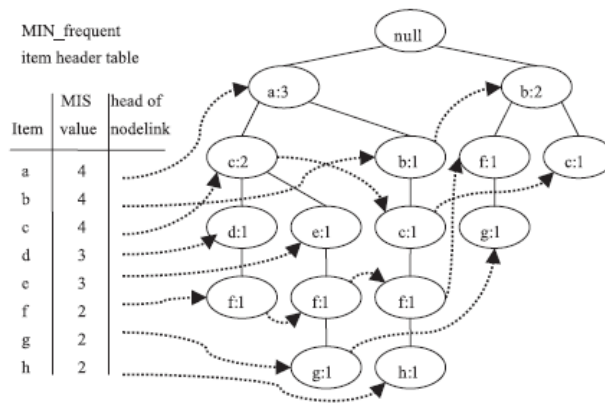 MIN_frequent
item header table
MIS head of
Item value nodelink
a 4
b 4
c 4
d 3
e 3
f 2
g 2
h 2
null
a:3 b:2
c:2 b:1 f:1 c:1
d:1 e:1 c:1 g:1
f:1 f:1 f:1
g:1 h:1